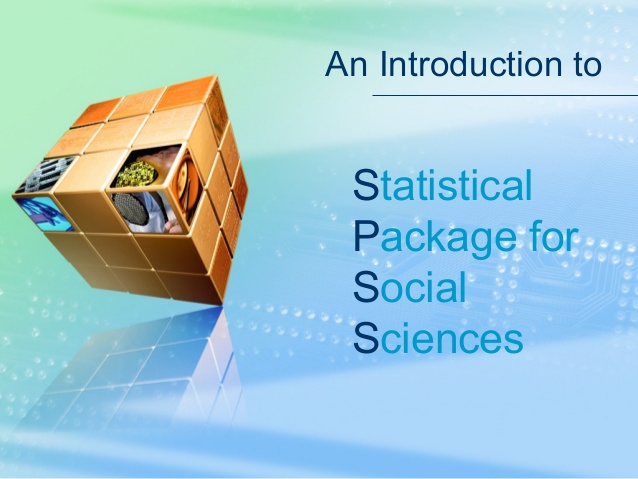 An Introduction to
Statistical
Package for
Social
Sciences